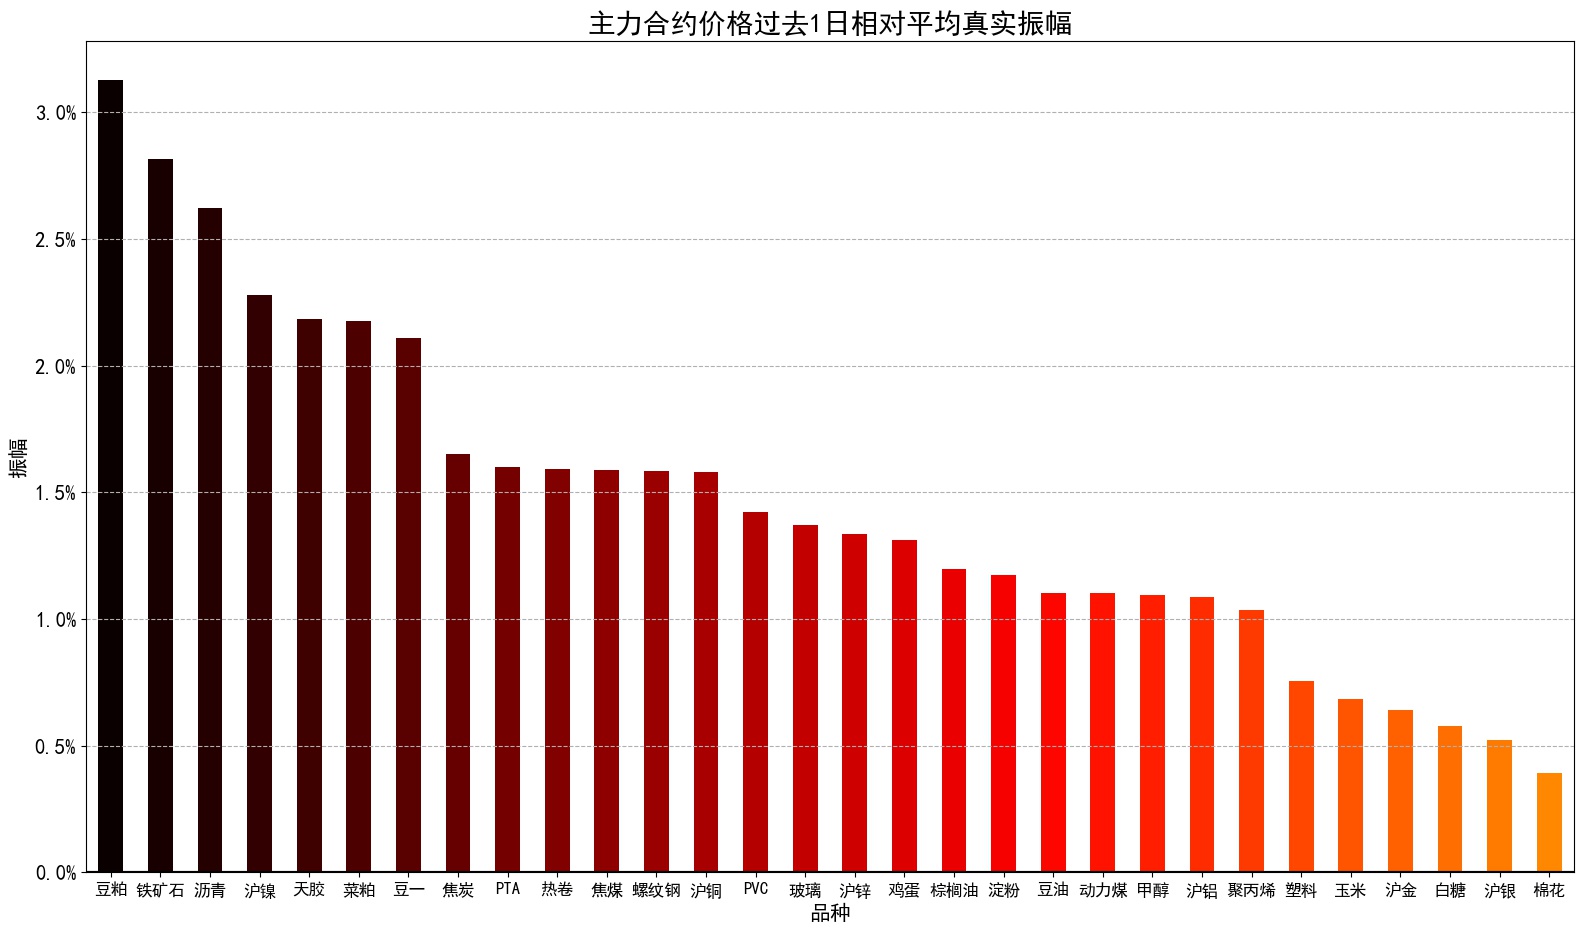 主力合约价格过去1日相对平均真实振幅
振幅
3.0%
2.5%
2.0%
1.5%
1.0%
0.5%
0.0%
豆粕 铁矿石 沥青 沪镍 天胶 菜粕 豆一 焦炭 PTA 热卷 焦煤 螺纹钢 沪铜 PVC 玻璃 沪锌 鸡蛋 棕榈油 淀粉 豆油 动力煤 甲醇 沪铝 聚丙烯 塑料 玉米 沪金 白糖 沪银 棉花
品种